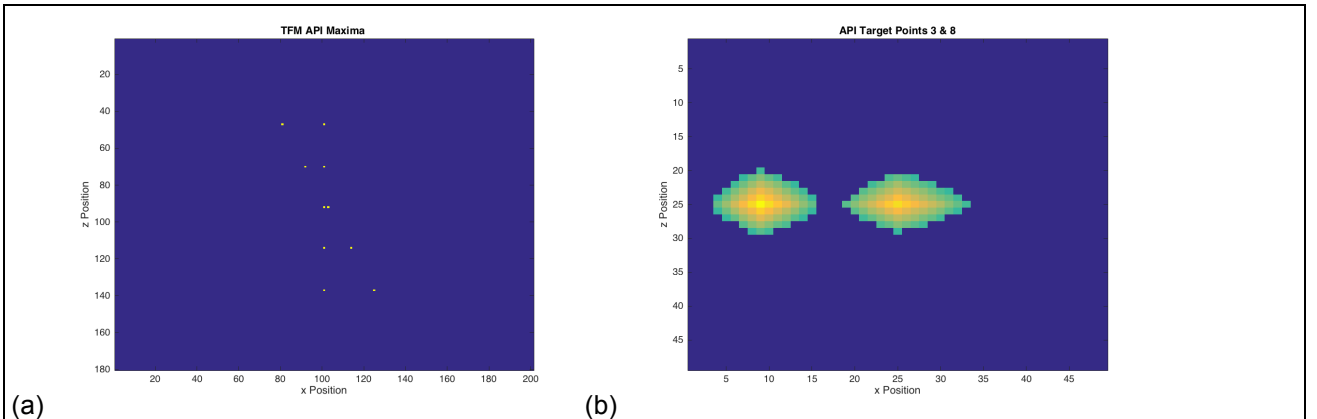 TFM API Maxima
20
40
60
80
100
120
140
160
180
z Position
20 40 60 80 100 120 140 160 180 200
x Position
(a)
API Target Points 3 & 8
5
10
15
20
25
30
35
40
45
z Position
5 10 15 20 25 30 35 40 45
x Position
(b)